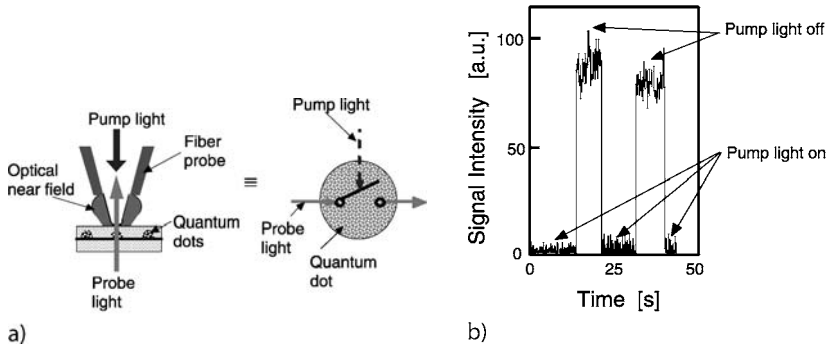 Pump light
Optical
near field
Fiber
probe
Quantum
dots
Probe
light
≡
Pump light
Probe
light
Quantum
dot
a)
Signal Intensity [a.u.]
100
50
0
0
25
50
Time [s]
Pump light off
Pump light on
b)